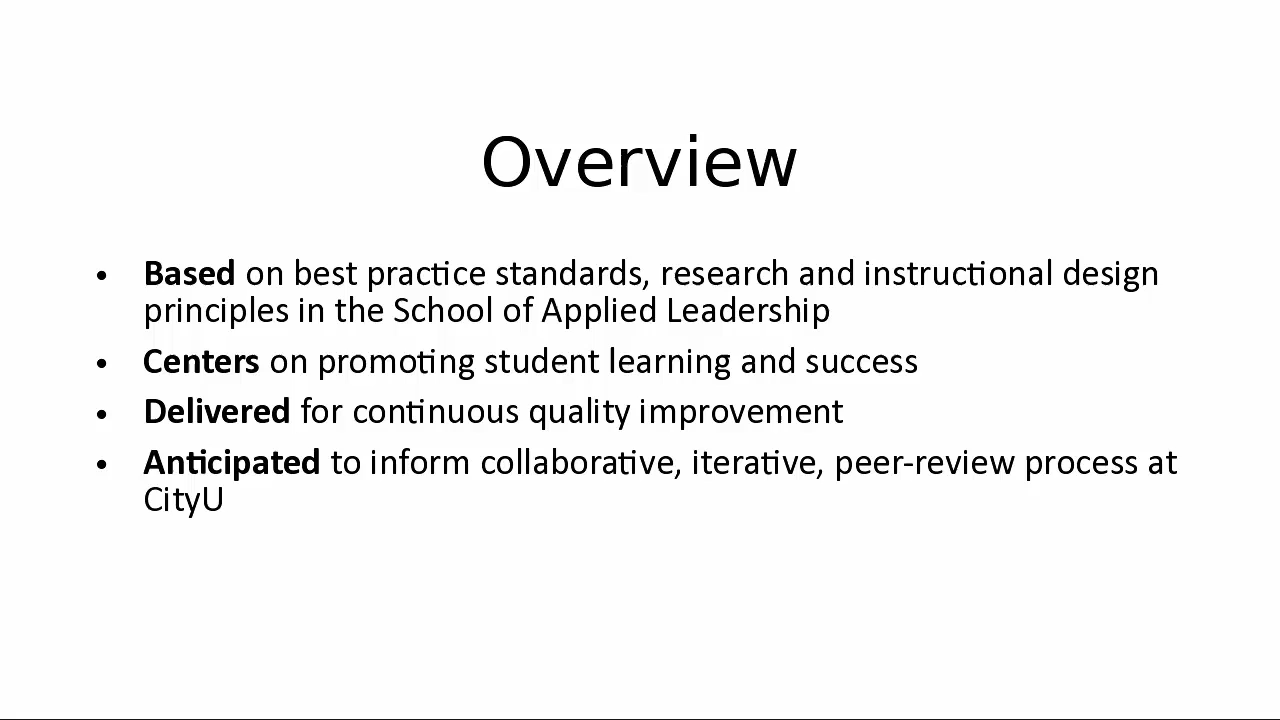 Overview
• Based on best practice standards, research and instructional design
principles in the School of Applied Leadership
• Centers on promoting student learning and success
• Delivered for continuous quality improvement
• Anticipated to inform collaborative, iterative, peer-review process at
CityU